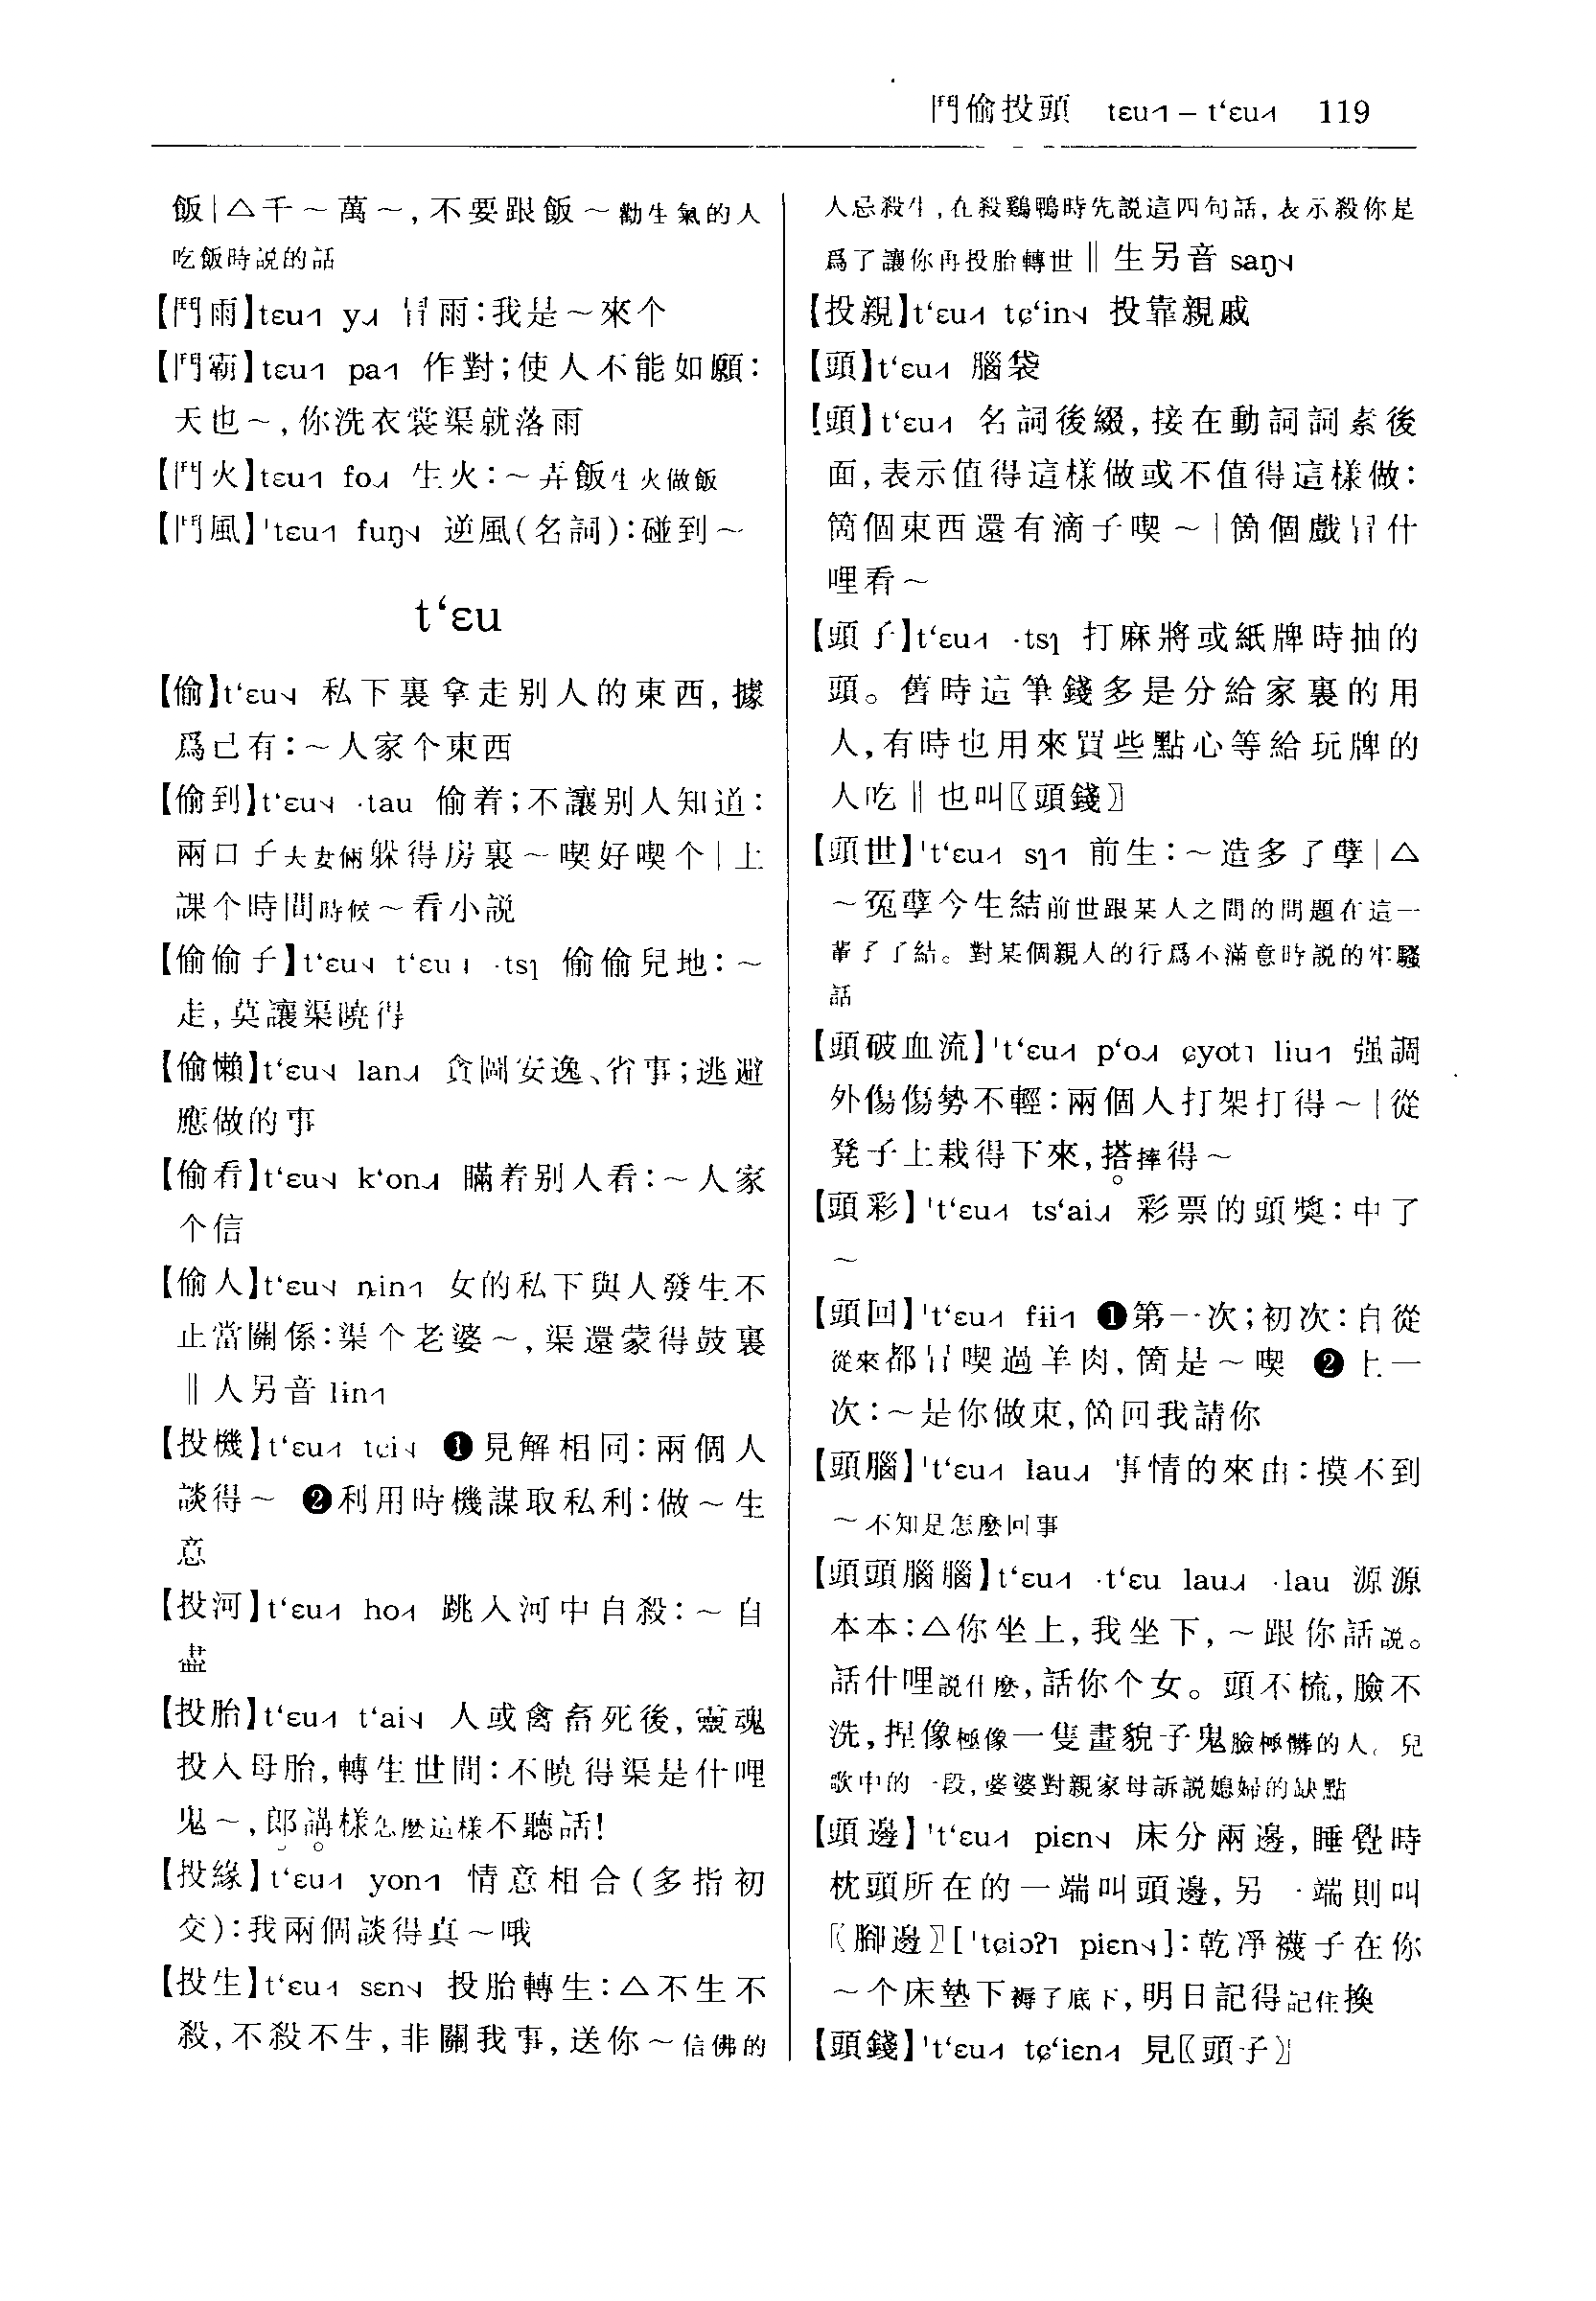 鬥偷投頭 tɛu˧˥ – t‘ɛu˨˦ 119
飯|△千～萬～,不要跟飯～勸生氣的人
吃飯時説的話
【鬥雨】tɛu y｠冒雨:我是～來个
【鬥霸】tɛu pa 作對;使人不能如願:
天也～,你洗衣裳渠就落雨
【鬥火】tɛu fo 生火:～弄飯生火做飯
【鬥風】ˈtɛu fuŋ 逆風(名詞):碰到～
t‘ɛu
【偷】t‘ɛu 私下裏拿走别人的東西,據
爲己有:～人家个東西
【偷到】t‘ɛu ·tau 偷着;不讓别人知道:
兩口子夫妻倆躲得房裏～喫好喫个|上
課个時間時候～看小説
【偷偷子】t‘ɛu t‘ɛu ·tsɿ 偷偷兒地:～
走,莫讓渠曉得
【偷懶】t‘ɛu lan 貪圖安逸、省事;逃避
應做的事
【偷看】t‘ɛu k‘on 瞞着别人看:～人家
个信
【偷人】t‘ɛu ȵin 女的私下與人發生不
正當關係:渠个老婆～,渠還蒙得鼓裏
‖人另音 lin
【投機】t‘ɛu tɕi ❶見解相同:兩個人
談得～ ❷利用時機謀取私利:做～生
意
【投河】t‘ɛu ho 跳入河中自殺:～自
盡
【投胎】t‘ɛu t‘ai 人或禽畜死後,靈魂
投入母胎,轉生世間:不曉得渠是什哩
鬼～,郎講樣怎麼這樣不聽話!
【投緣】t‘ɛu yon 情意相合(多指初
交):我兩個談得真～哦
【投生】t‘ɛu sɛn 投胎轉生:△不生不
殺,不殺不生,非關我事,送你～信佛的
人忌殺生,在殺鷄鴨時先説這四句話,表示殺你是
爲了讓你再投胎轉世‖生另音 saŋ
【投親】t‘ɛu tɕ‘in 投靠親戚
【頭】t‘ɛu 腦袋
【頭】t‘ɛu 名詞後綴,接在動詞詞素後
面,表示值得這樣做或不值得這樣做:
箇個東西還有滴子喫～|箇個戲冇什
哩看～
【頭子】t‘ɛu ·tsɿ 打麻將或紙牌時抽的
頭。舊時這筆錢多是分給家裏的用
人,有時也用來買些點心等給玩牌的
人吃‖也叫〖頭錢〗
【頭世】ˈt‘ɛu sɿ 前生:～造多了孽|△
～冤孽今生結前世跟某人之間的問題在這一
輩子了結。對某個親人的行爲不滿意時説的牢騷
話
【頭破血流】ˈt‘ɛu p‘o ɕyot liu 强調
外傷傷勢不輕:兩個人打架打得～|從
凳子上栽得下來,搭摔得～
【頭彩】ˈt‘ɛu ts‘ai 彩票的頭獎:中了
～
【頭回】ˈt‘ɛu fɨi ❶第一次;初次:自從
從來都冇喫過羊肉,箇是～喫 ❷上一
次:～是你做東,箇回我請你
【頭腦】ˈt‘ɛu lau 事情的來由:摸不到
～不知是怎麼回事
【頭頭腦腦】t‘ɛu ·t‘ɛu lau ·lau 源源
本本:△你坐上,我坐下,～跟你話説。
話什哩説什麼,話你个女。頭不梳,臉不
洗,揑像極像一隻畫貌子鬼臉極髒的人。兒
歌中的一段,婆婆對親家母訴説媳婦的缺點
【頭邊】ˈt‘ɛu piɛn 床分兩邊,睡覺時
枕頭所在的一端叫頭邊,另一端則叫
〖脚邊〗[ˈtɕiɔʔ piɛn]:乾淨襪子在你
～个床墊下褥子底下,明日記得記住換
【頭錢】ˈt‘ɛu tɕ‘iɛn 見〖頭子〗